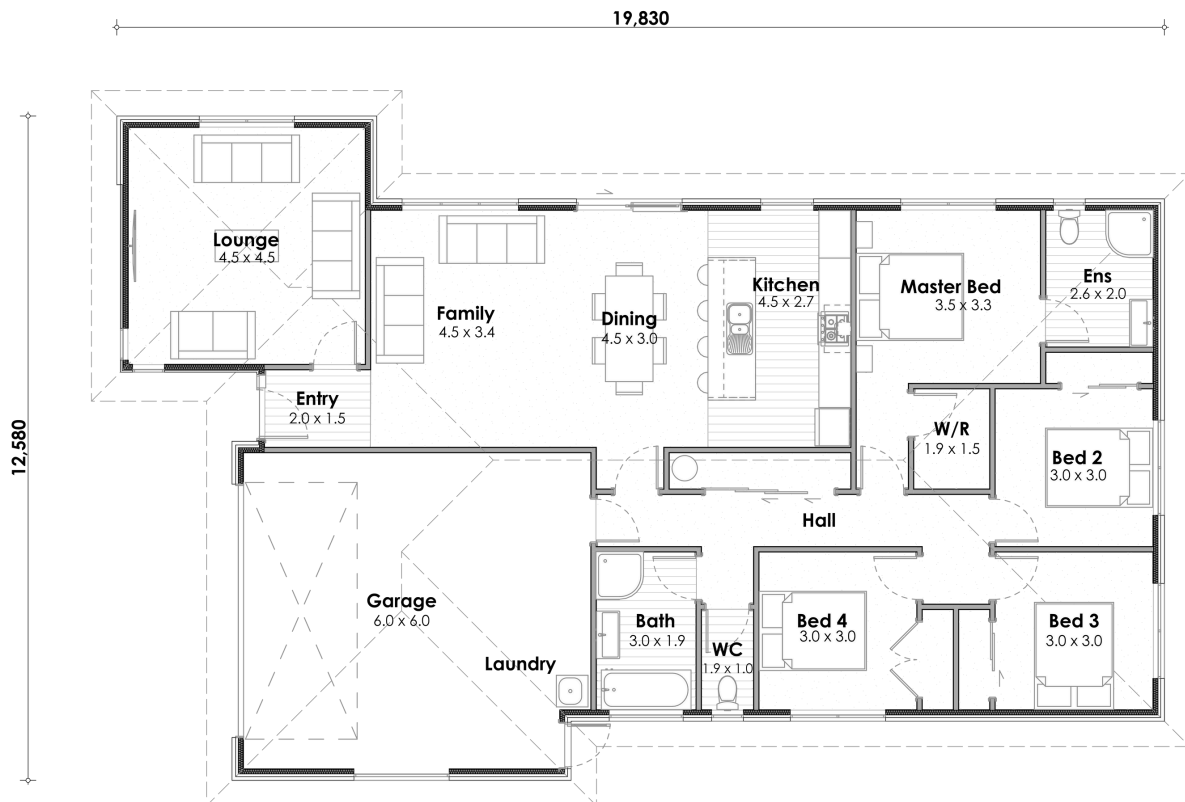 19,830
12,580
Lounge
4.5 x 4.5
Family
4.5 x 3.4
Dining
4.5 x 3.0
Kitchen
4.5 x 2.7
Master Bed
3.5 x 3.3
Ens
2.6 x 2.0
Entry
2.0 x 1.5
W/R
1.9 x 1.5
Bed 2
3.0 x 3.0
Hall
Garage
6.0 x 6.0
Laundry
Bath
3.0 x 1.9
WC
1.9 x 1.0
Bed 4
3.0 x 3.0
Bed 3
3.0 x 3.0